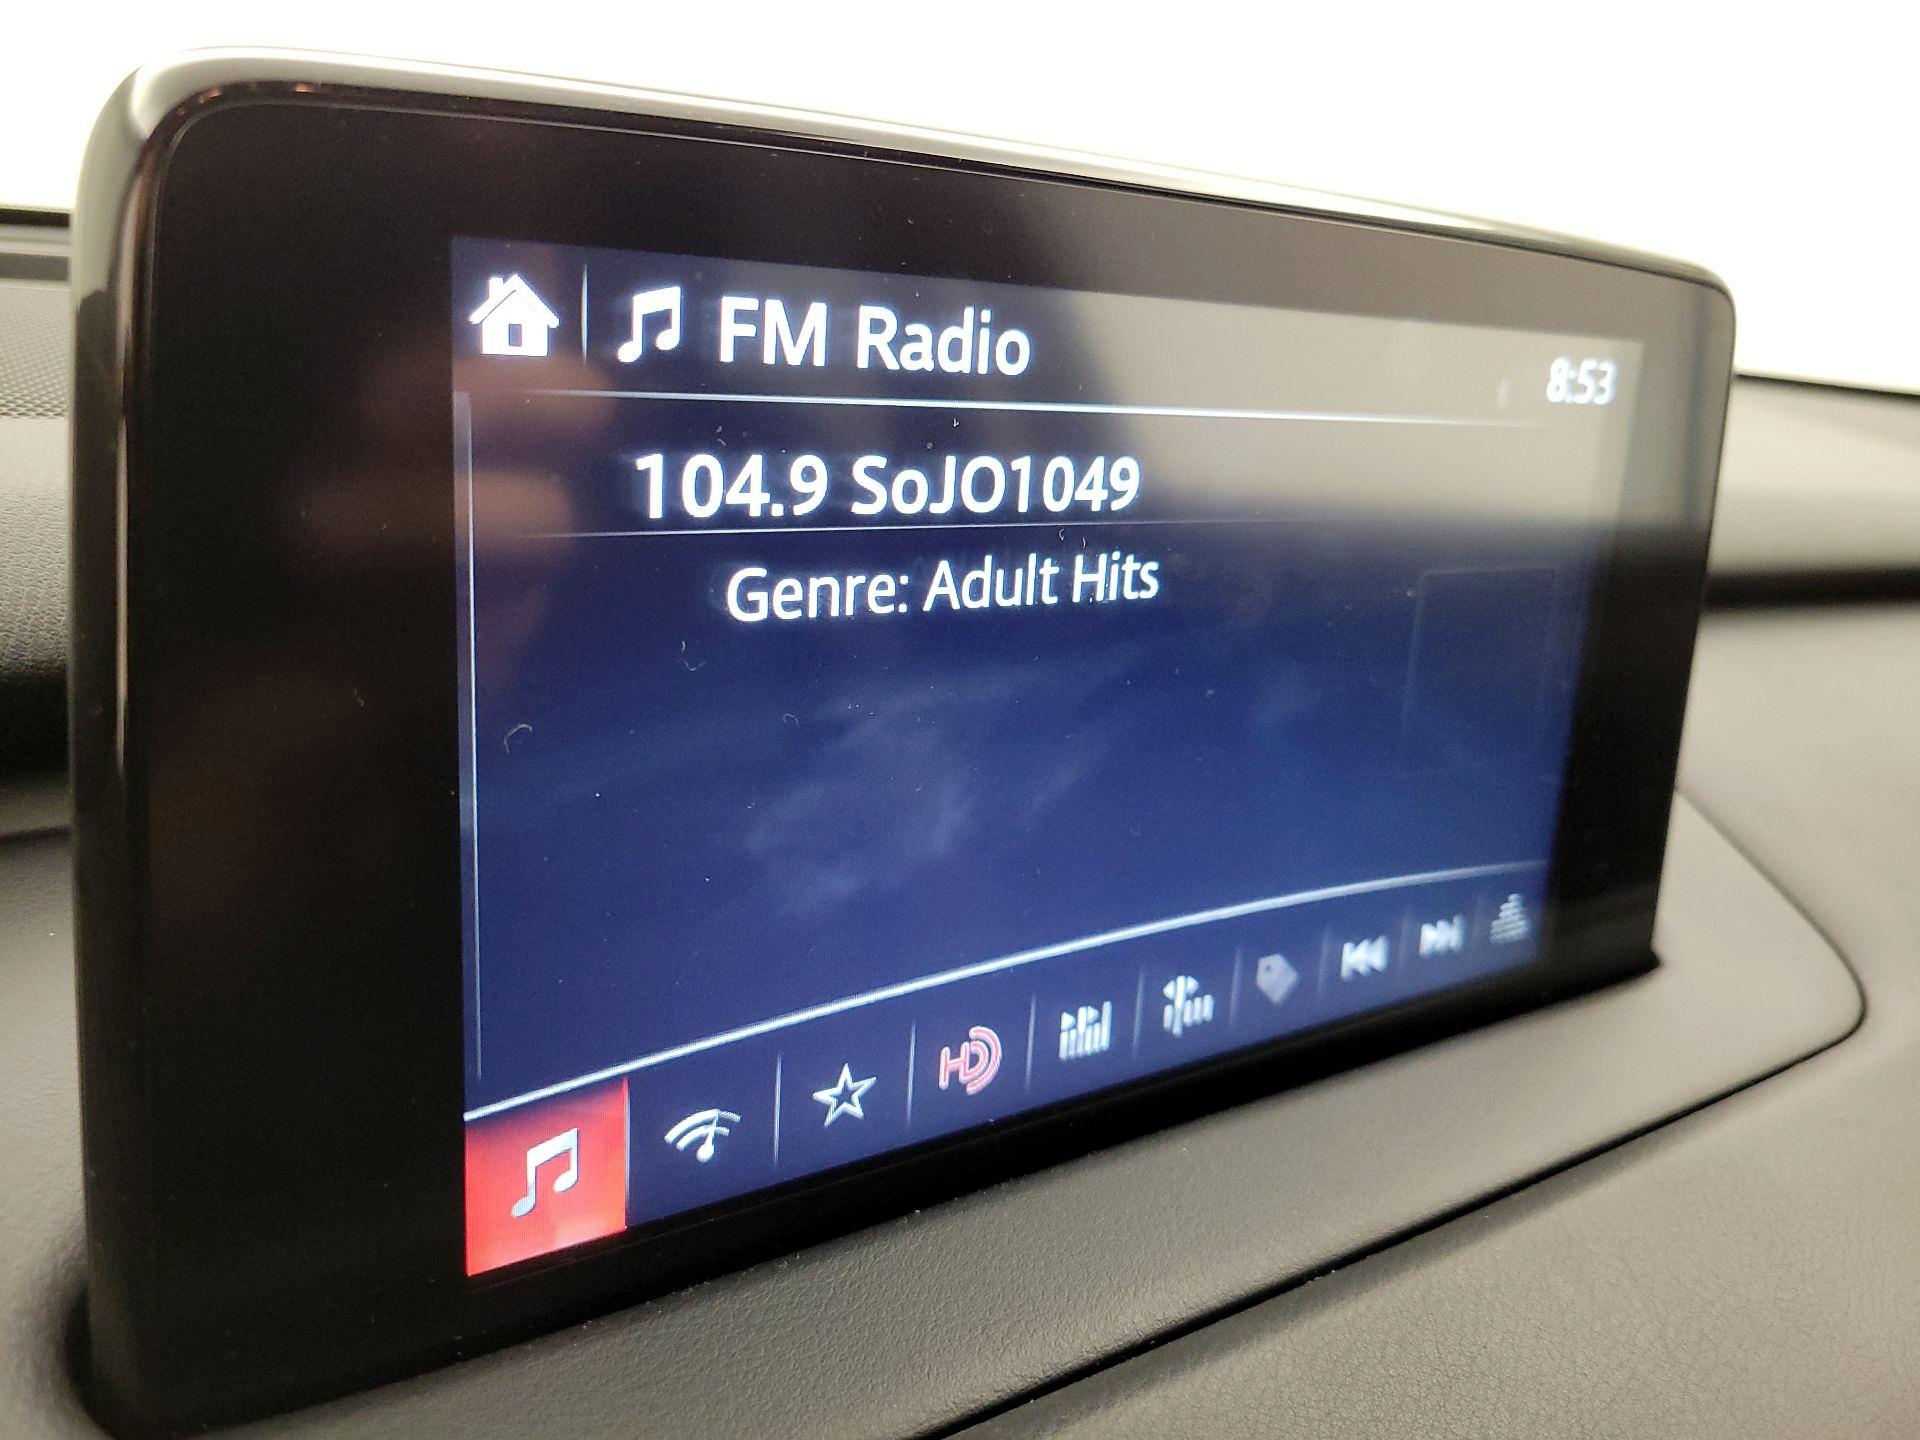 FM Radio
8:53
104.9 SoJO1049
Genre: Adult Hits
HD